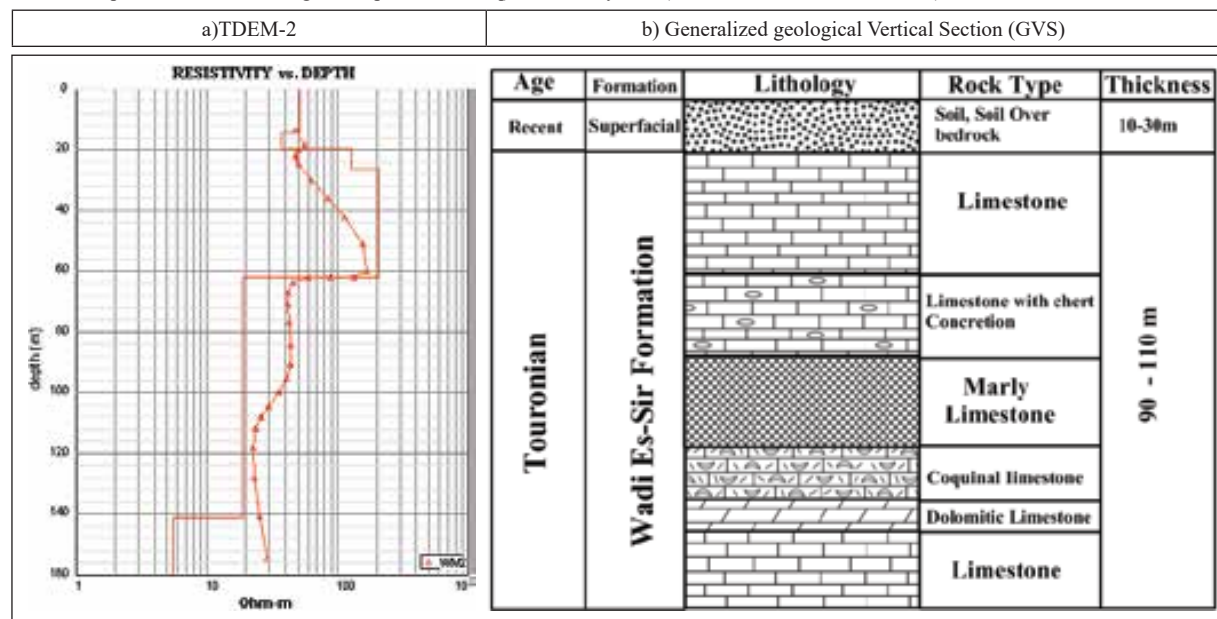 a)TDEM-2
b) Generalized geological Vertical Section (GVS)
RESISTIVITY vs. DEPTH
0
20
40
60
80
100
120
140
depth (m)
1
10
100
Ohm-m
WM2
Age
Formation
Lithology
Rock Type
Thickness
Recent
Superfacial
Soil, Soil Over
bedrock
10-30m
Touronian
Wadi Es-Sir Formation
Limestone
Limestone with chert
Concretion
Marly
Limestone
Coquinal limestone
Dolomitic Limestone
Limestone
90 - 110 m